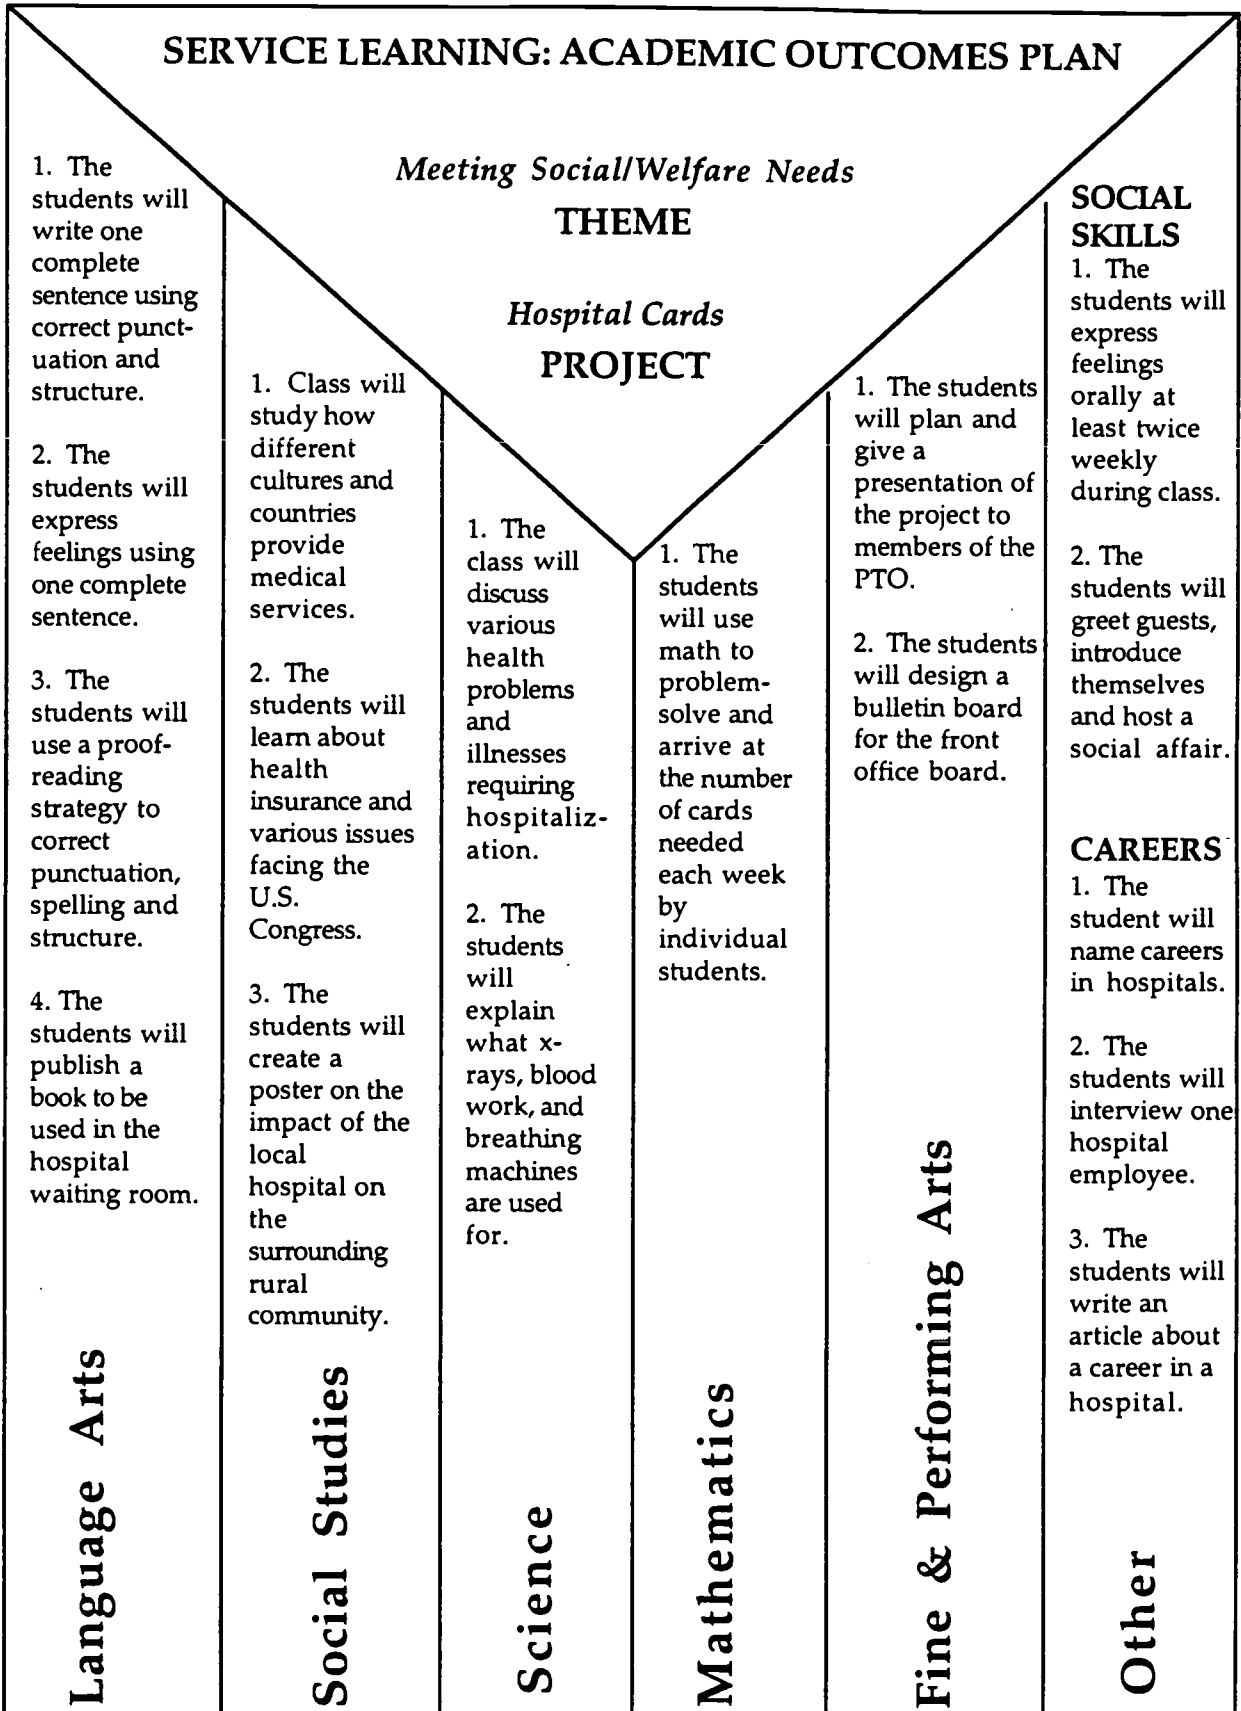 SERVICE LEARNING: ACADEMIC OUTCOMES PLAN
Meeting Social/Welfare Needs
THEME
Hospital Cards
PROJECT
1. The
students will
write one
complete
sentence using
correct punct-
uation and
structure.
2. The
students will
express
feelings using
one complete
sentence.
3. The
students will
use a proof-
reading
strategy to
correct
punctuation,
spelling and
structure.
4. The
students will
publish a
book to be
used in the
hospital
waiting room.
Language Arts
1. Class will
study how
different
cultures and
countries
provide
medical
services.
2. The
students will
learn about
health
insurance and
various issues
facing the
U.S.
Congress.
3. The
students will
create a
poster on the
impact of the
local
hospital on
the
surrounding
rural
community.
Social Studies
1. The
class will
discuss
various
health
problems
and
illnesses
requiring
hospitaliz-
ation.
2. The
students
will
explain
what x-
rays, blood
work, and
breathing
machines
are used
for.
Science
1. The
students
will use
math to
problem-
solve and
arrive at
the number
of cards
needed
each week
by
individual
students.
Mathematics
1. The students
will plan and
give a
presentation of
the project to
members of the
PTO.
2. The students
will design a
bulletin board
for the front
office board.
Fine & Performing Arts
SOCIAL
SKILLS
1. The
students will
express
feelings
orally at
least twice
weekly
during class.
2. The
students will
greet guests,
introduce
themselves
and host a
social affair.
CAREERS
1. The
student will
name careers
in hospitals.
2. The
students will
interview one
hospital
employee.
3. The
students will
write an
article about
a career in a
hospital.
Other